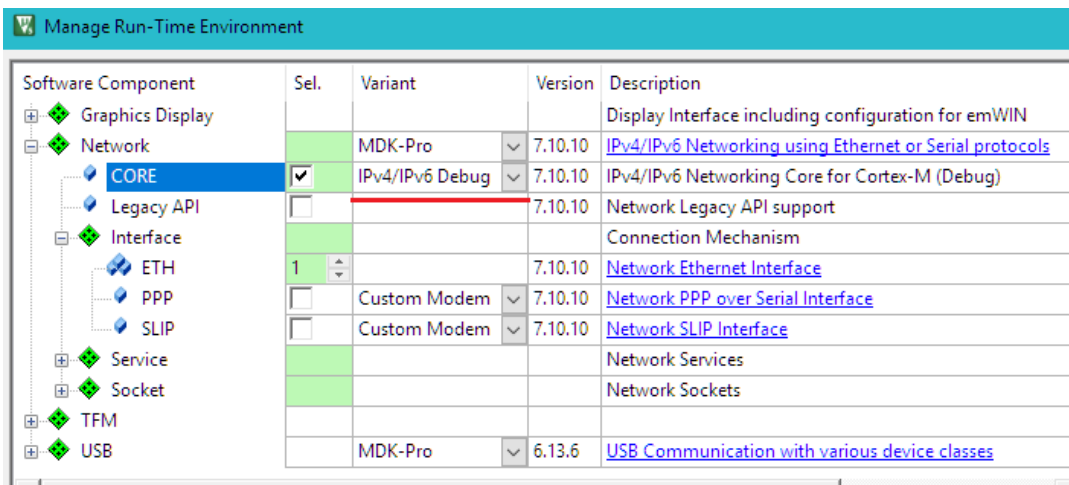 Manage Run-Time Environment
Software Component Sel. Variant Version Description
Graphics Display Display Interface including configuration for emWIN
Network MDK-Pro 7.10.10 IPv4/IPv6 Networking using Ethernet or Serial protocols
CORE IPv4/IPv6 Debug 7.10.10 IPv4/IPv6 Networking Core for Cortex-M (Debug)
Legacy API 7.10.10 Network Legacy API support
Interface Connection Mechanism
ETH 1 7.10.10 Network Ethernet Interface
PPP Custom Modem 7.10.10 Network PPP over Serial Interface
SLIP Custom Modem 7.10.10 Network SLIP Interface
Service Network Services
Socket Network Sockets
TFM
USB MDK-Pro 6.13.6 USB Communication with various device classes